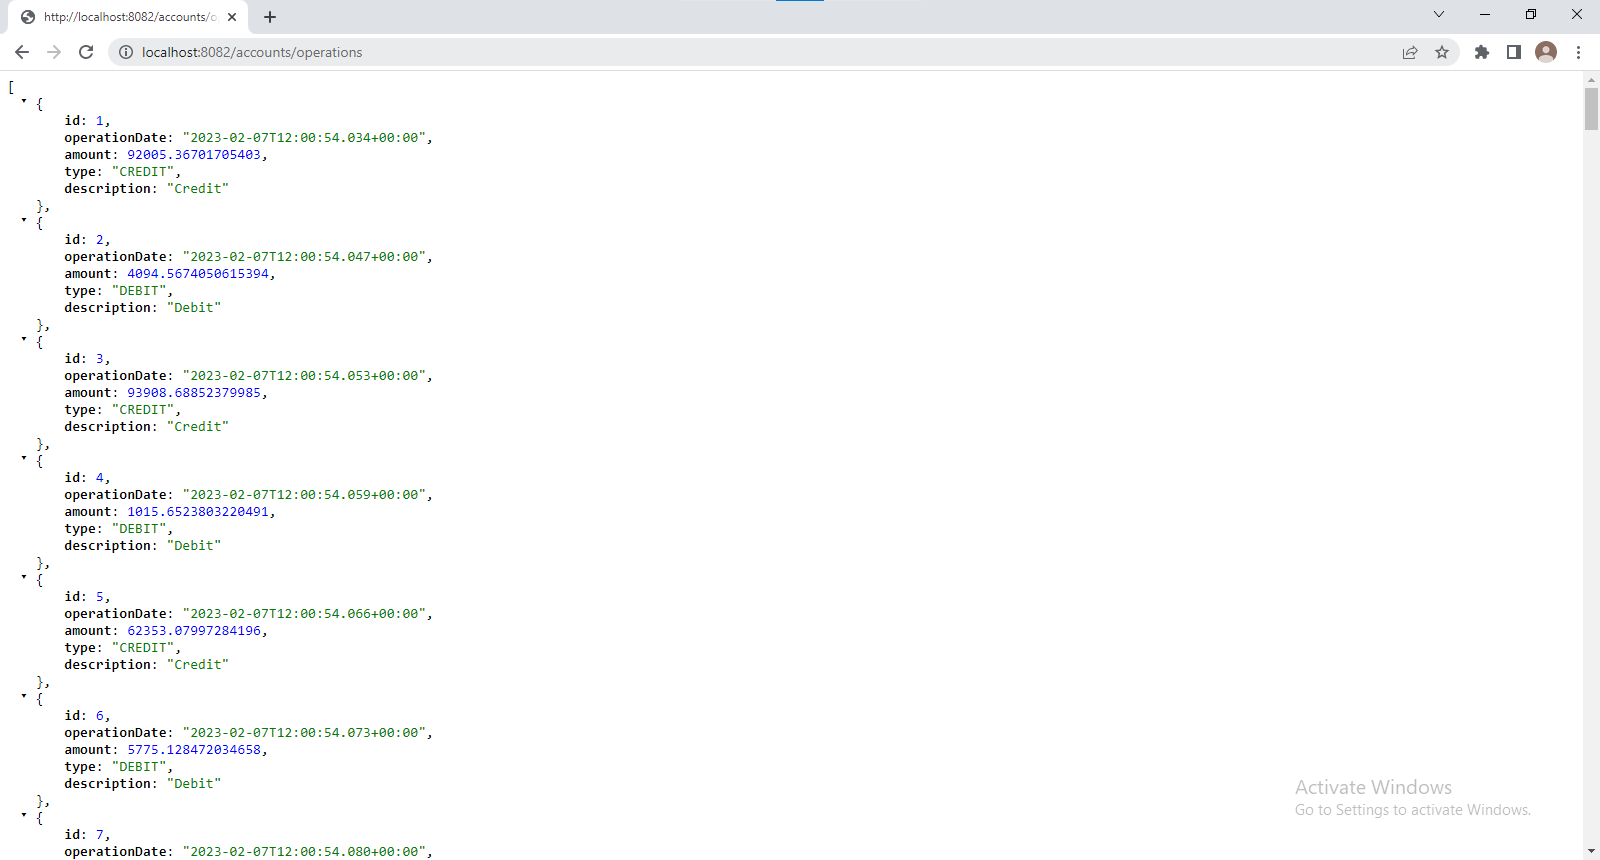 http://localhost:8082/accounts/o
localhost:8082/accounts/operations
[
{
id: 1,
operationDate: "2023-02-07T12:00:54.034+00:00",
amount: 92005.36701705403,
type: "CREDIT",
description: "Credit"
},
{
id: 2,
operationDate: "2023-02-07T12:00:54.047+00:00",
amount: 4094.5674050615394,
type: "DEBIT",
description: "Debit"
},
{
id: 3,
operationDate: "2023-02-07T12:00:54.053+00:00",
amount: 93908.68852379985,
type: "CREDIT",
description: "Credit"
},
{
id: 4,
operationDate: "2023-02-07T12:00:54.059+00:00",
amount: 1015.6523803220491,
type: "DEBIT",
description: "Debit"
},
{
id: 5,
operationDate: "2023-02-07T12:00:54.066+00:00",
amount: 62353.07997284196,
type: "CREDIT",
description: "Credit"
},
{
id: 6,
operationDate: "2023-02-07T12:00:54.073+00:00",
amount: 5775.128472034658,
type: "DEBIT",
description: "Debit"
},
{
id: 7,
operationDate: "2023-02-07T12:00:54.080+00:00",
Activate Windows
Go to Settings to activate Windows.